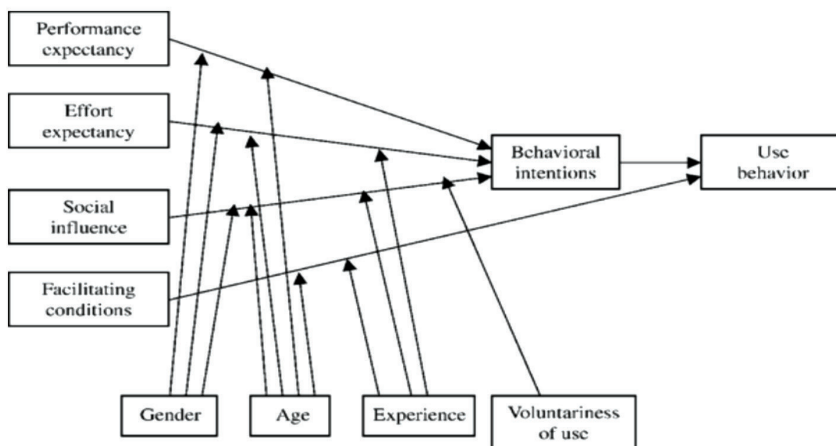 Performance
expectancy
Effort
expectancy
Social
influence
Facilitating
conditions
Behavioral
intentions
Use
behavior
Gender
Age
Experience
Voluntariness
of use